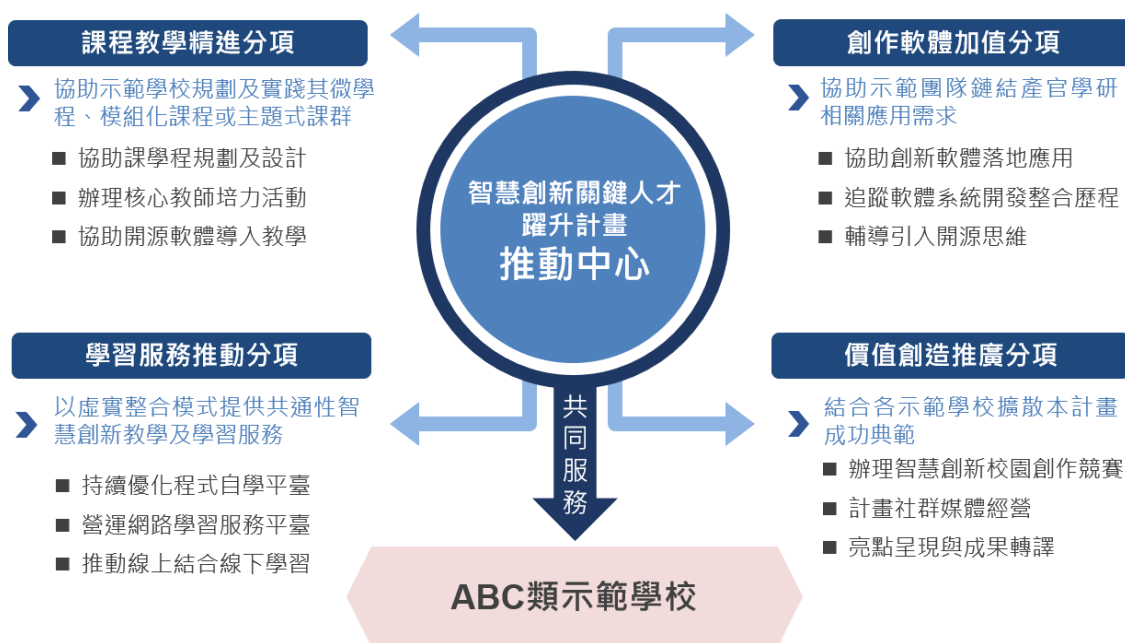 課程教學精進分項
協助示範學校規劃及實踐其微學
程、模組化課程或主題式課群
■ 協助課學程規劃及設計
■ 辦理核心教師培力活動
■ 協助開源軟體導入教學
創作軟體加值分項
協助示範團隊鏈結產官學研
相關應用需求
■ 協助創新軟體落地應用
■ 追蹤軟體系統開發整合歷程
■ 輔導引入開源思維
智慧創新關鍵人才
躍升計畫
推動中心
學習服務推動分項
以虛實整合模式提供共通性智
慧創新教學及學習服務
■ 持續優化程式自學平臺
■ 營運網路學習服務平臺
■ 推動線上結合線下學習
價值創造推廣分項
結合各示範學校擴散本計畫
成功典範
■ 辦理智慧創新校園創作競賽
■ 計畫社群媒體經營
■ 亮點呈現與成果轉譯
共同服務
ABC類示範學校